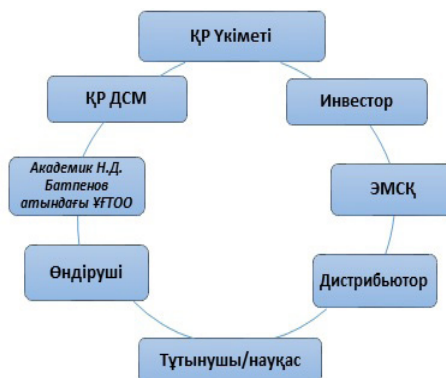 ҚР Үкіметі
ҚР ДСМ
Инвестор
Академик Н.Д.
Батпенов
атындағы ҰҒТОО
ЭМСҚ
Өндіруші
Дистрибьютор
Тұтынушы/науқас